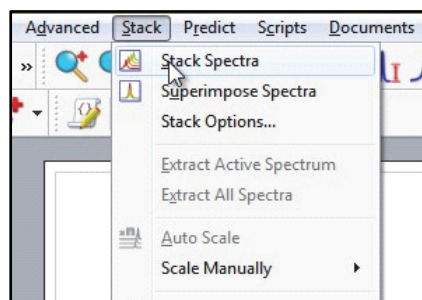 Advanced Stack Predict Scripts Documents
Stack Spectra
Superimpose Spectra
Stack Options...
Extract Active Spectrum
Extract All Spectra
Auto Scale
Scale Manually